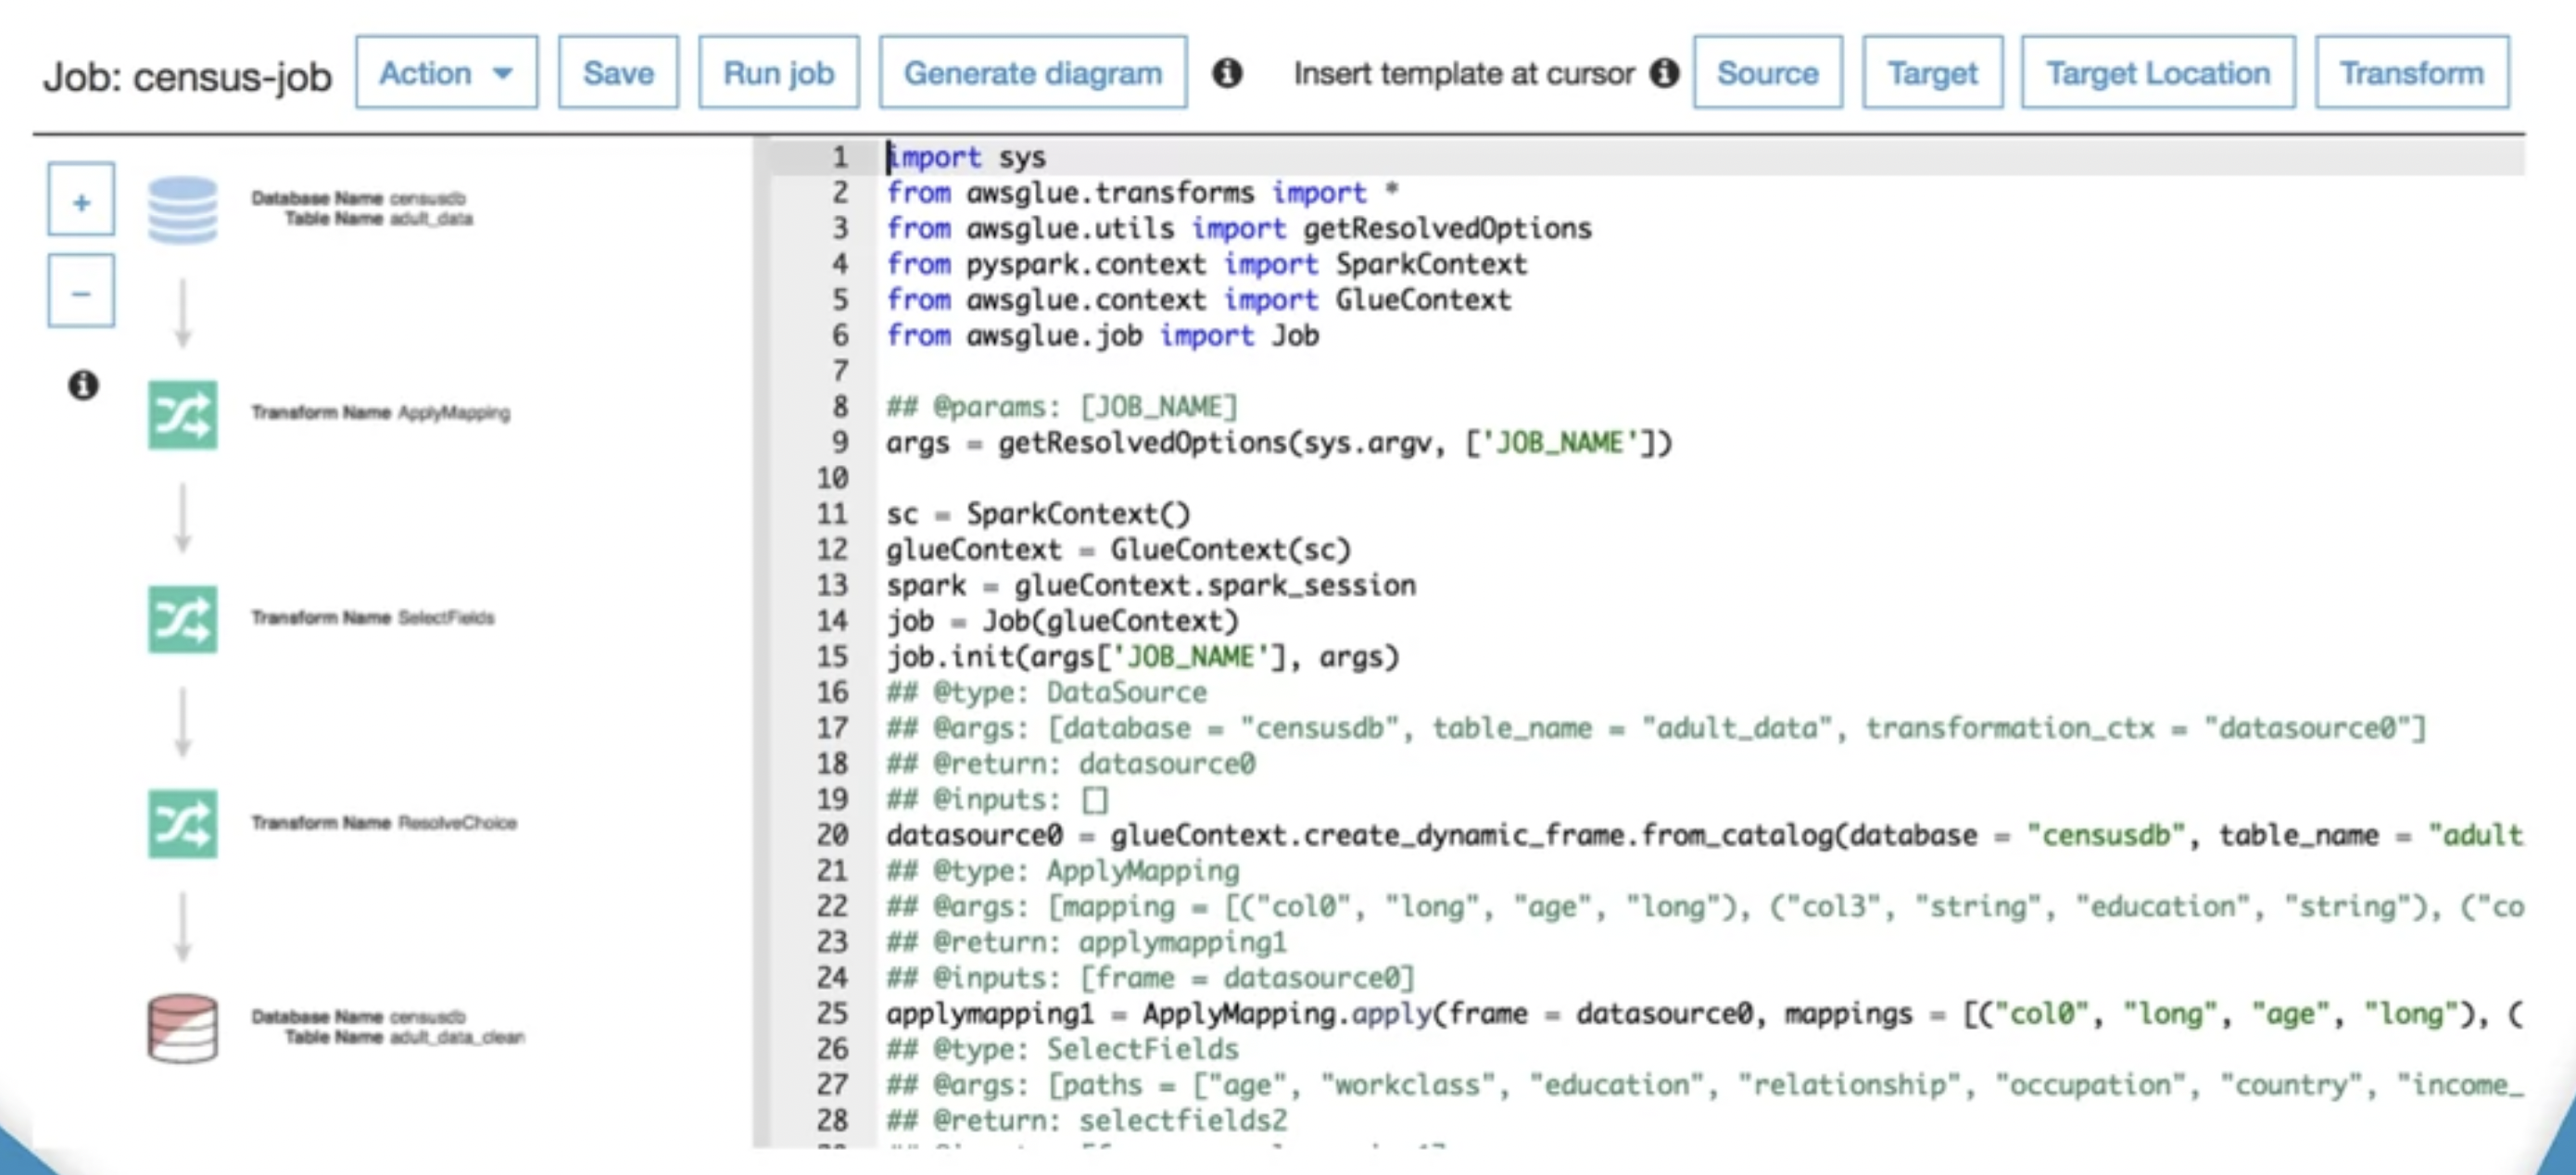 Job: census-job Action Save Run job Generate diagram Insert template at cursor Source Target Target Location Transform
+
-
Database Name censusdb
Table Name adult_data
Transform Name ApplyMapping
Transform Name SelectFields
Transform Name ResolveChoice
Database Name censusdb
Table Name adult_data_clean
1 import sys
2 from awsglue.transforms import *
3 from awsglue.utils import getResolvedOptions
4 from pyspark.context import SparkContext
5 from awsglue.context import GlueContext
6 from awsglue.job import Job
7
8 ## @params: [JOB_NAME]
9 args = getResolvedOptions(sys.argv, ['JOB_NAME'])
10
11 sc = SparkContext()
12 glueContext = GlueContext(sc)
13 spark = glueContext.spark_session
14 job = Job(glueContext)
15 job.init(args['JOB_NAME'], args)
16 ## @type: DataSource
17 ## @args: [database = "censusdb", table_name = "adult_data", transformation_ctx = "datasource0"]
18 ## @return: datasource0
19 ## @inputs: []
20 datasource0 = glueContext.create_dynamic_frame.from_catalog(database = "censusdb", table_name = "adult
21 ## @type: ApplyMapping
22 ## @args: [mapping = [("col0", "long", "age", "long"), ("col3", "string", "education", "string"), ("co
23 ## @return: applymapping1
24 ## @inputs: [frame = datasource0]
25 applymapping1 = ApplyMapping.apply(frame = datasource0, mappings = [("col0", "long", "age", "long"), (
26 ## @type: SelectFields
27 ## @args: [paths = ["age", "workclass", "education", "relationship", "occupation", "country", "income_
28 ## @return: selectfields2